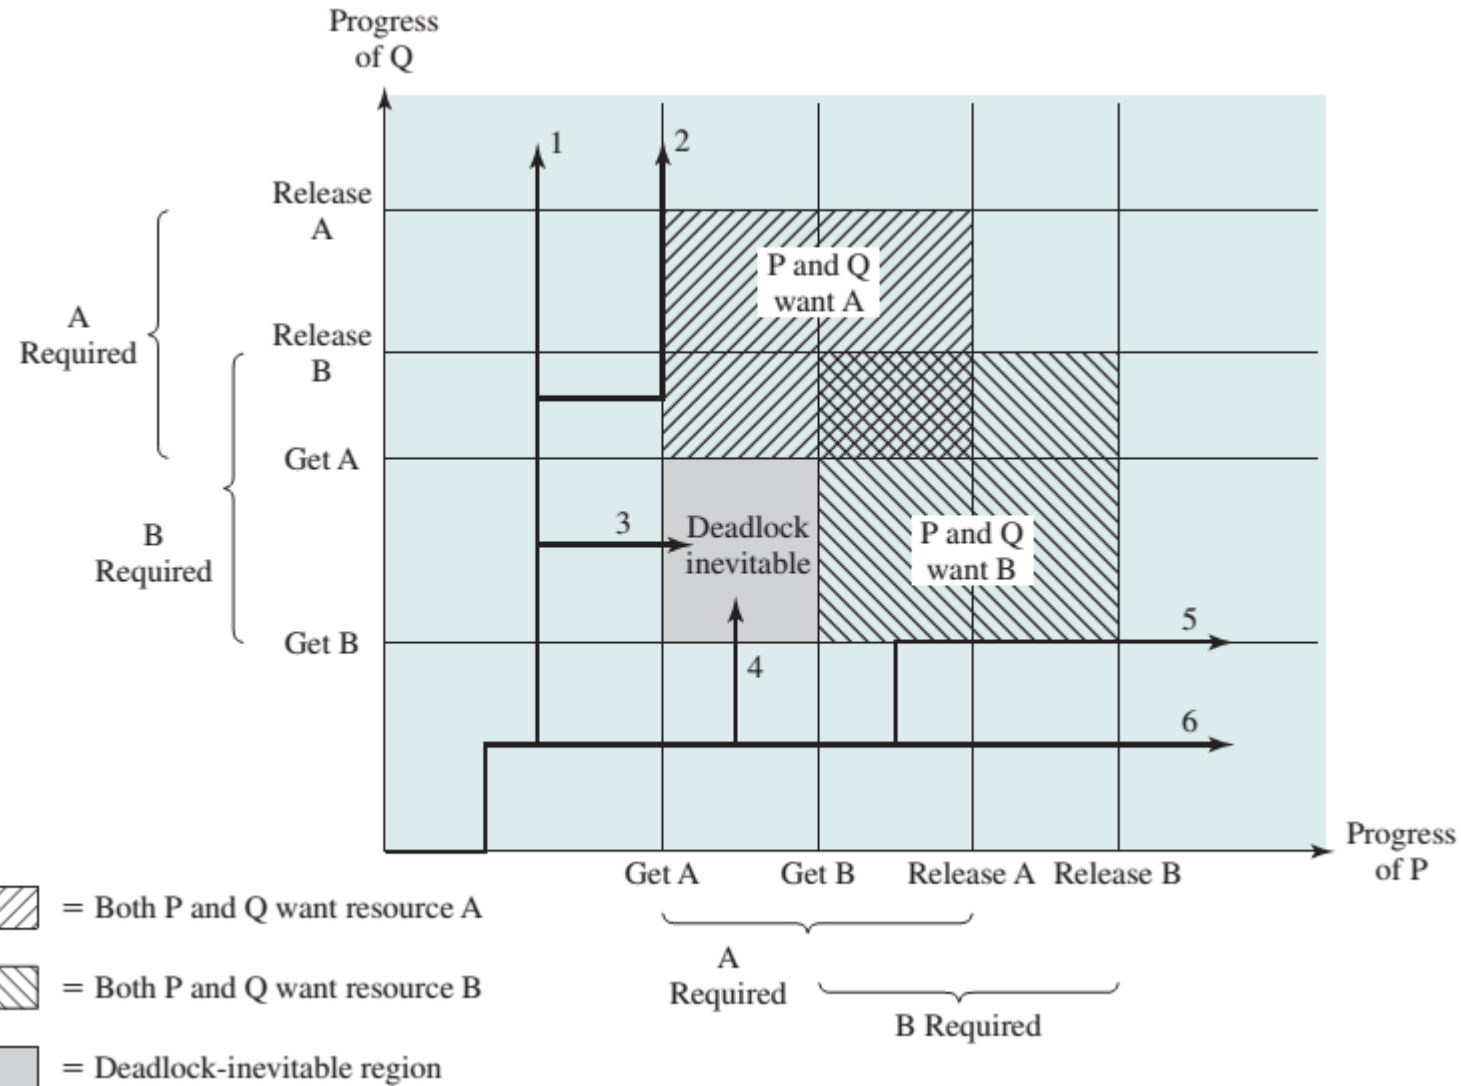 Progress
of Q
1
2
Release
A
P and Q
want A
A
Required
Release
B
Get A
3
Deadlock
inevitable
P and Q
want B
B
Required
Get B
4
5
6
Progress
of P
Get A
Get B
Release A
Release B
A
Required
B Required
= Both P and Q want resource A
= Both P and Q want resource B
= Deadlock-inevitable region